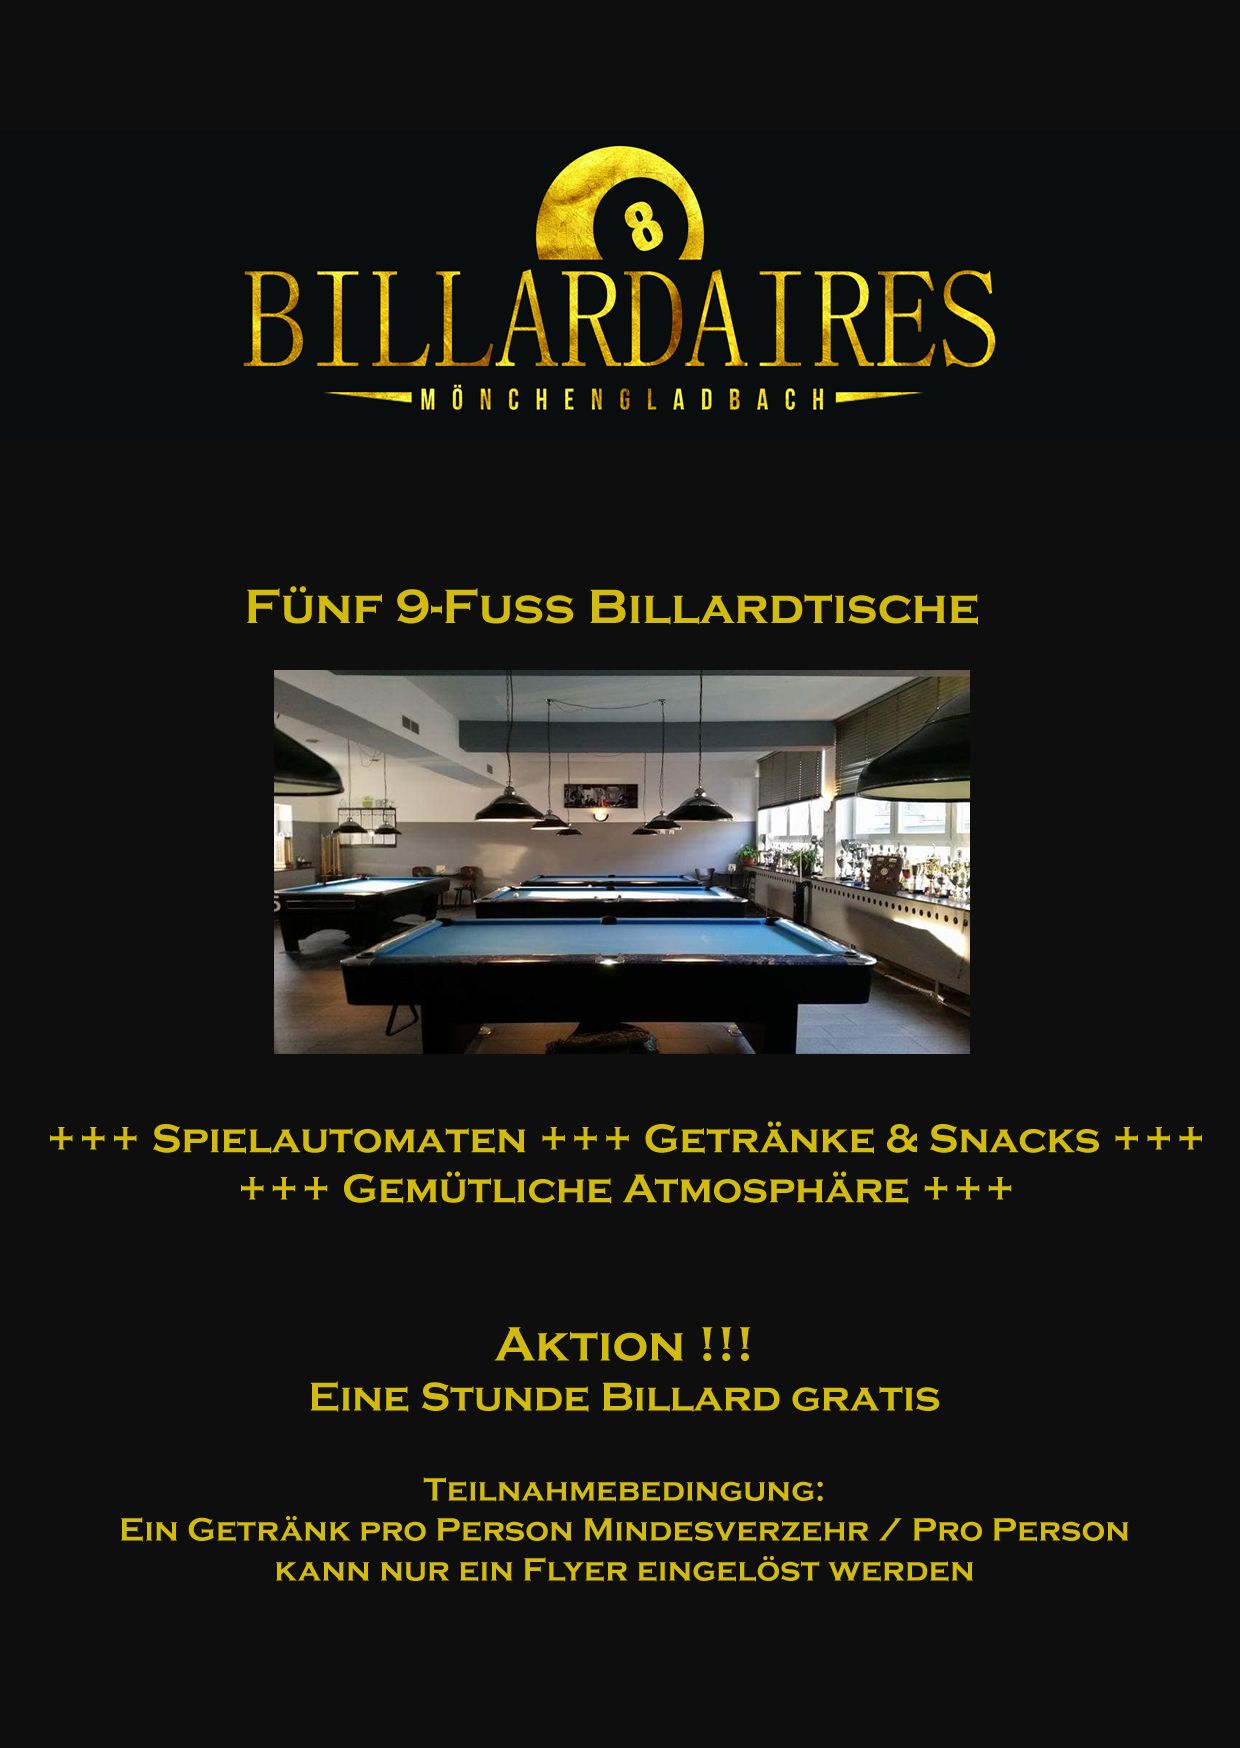 8
BILLARDAIRES
MÖNCHENGLADBACH
Fünf 9-Fuss Billardtische
+++ Spielautomaten +++ Getränke & Snacks +++
+++ Gemütliche Atmosphäre +++
Aktion !!!
Eine Stunde Billard gratis
Teilnahmebedingung:
Ein Getränk pro Person Mindesverzehr / Pro Person
kann nur ein Flyer eingelöst werden